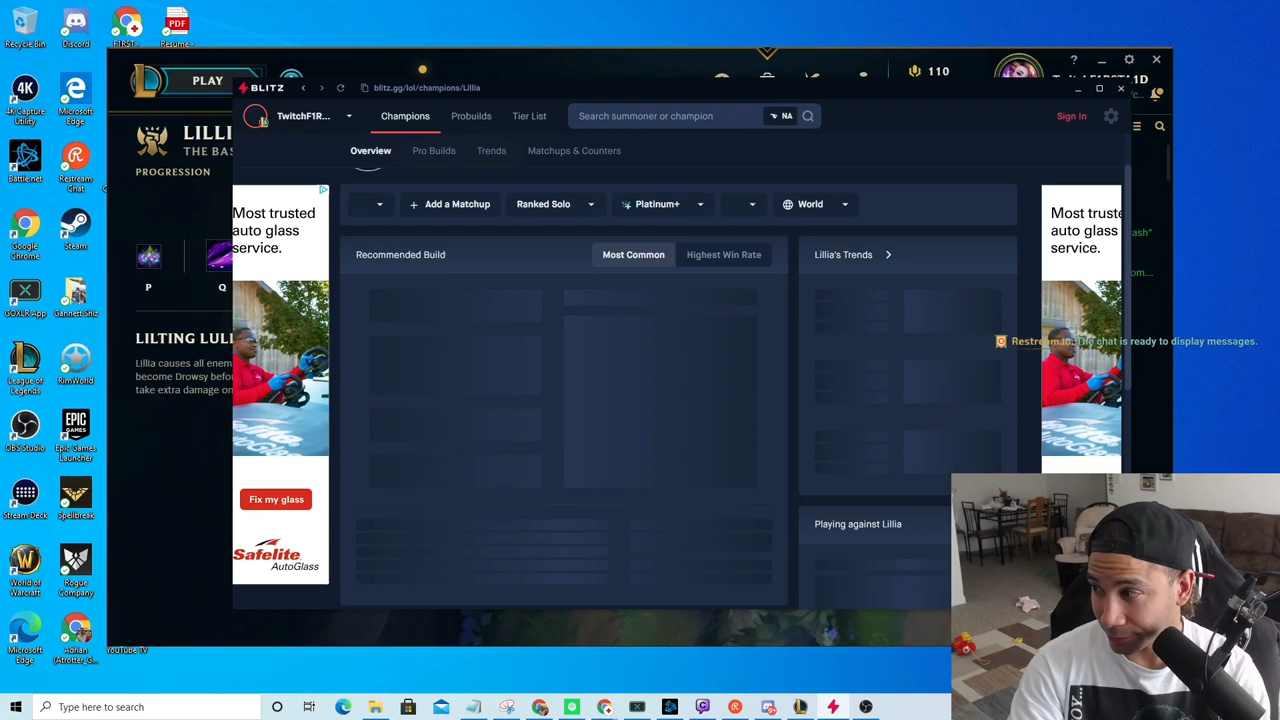 Recycle Bin
Discord
F1RST -
Resume -
4K Capture
Utility
Microsoft
Edge
Battle.net
Restream
Chat
Google
Chrome
Steam
GOXLR App
Gannett Shiz
League of
Legends
RimWorld
OBS Studio
Epic Games
Launcher
Stream Deck
Spellbreak
World of
Warcraft
Rogue
Company
Microsoft
Edge
Adrian
(Atrotter_G...
YouTube TV
PLAY
110
THE BAS
PROGRESSION
P
Q
LILTING LULL
Lillia causes all enem
become Drowsy befor
take extra damage on
BLITZ
blitz.gg/lol/champions/Lillia
TwitchF1R...
Champions
Probuilds
Tier List
Search summoner or champion
NA
Sign In
Overview
Pro Builds
Trends
Matchups & Counters
Add a Matchup
Ranked Solo
Platinum+
World
Recommended Build
Most Common
Highest Win Rate
Lillia's Trends
Playing against Lillia
Most trusted
auto glass
service.
Fix my glass
Safelite
AutoGlass
Most truste
auto glass
service.
Restream.io: The chat is ready to display messages.
Type here to search